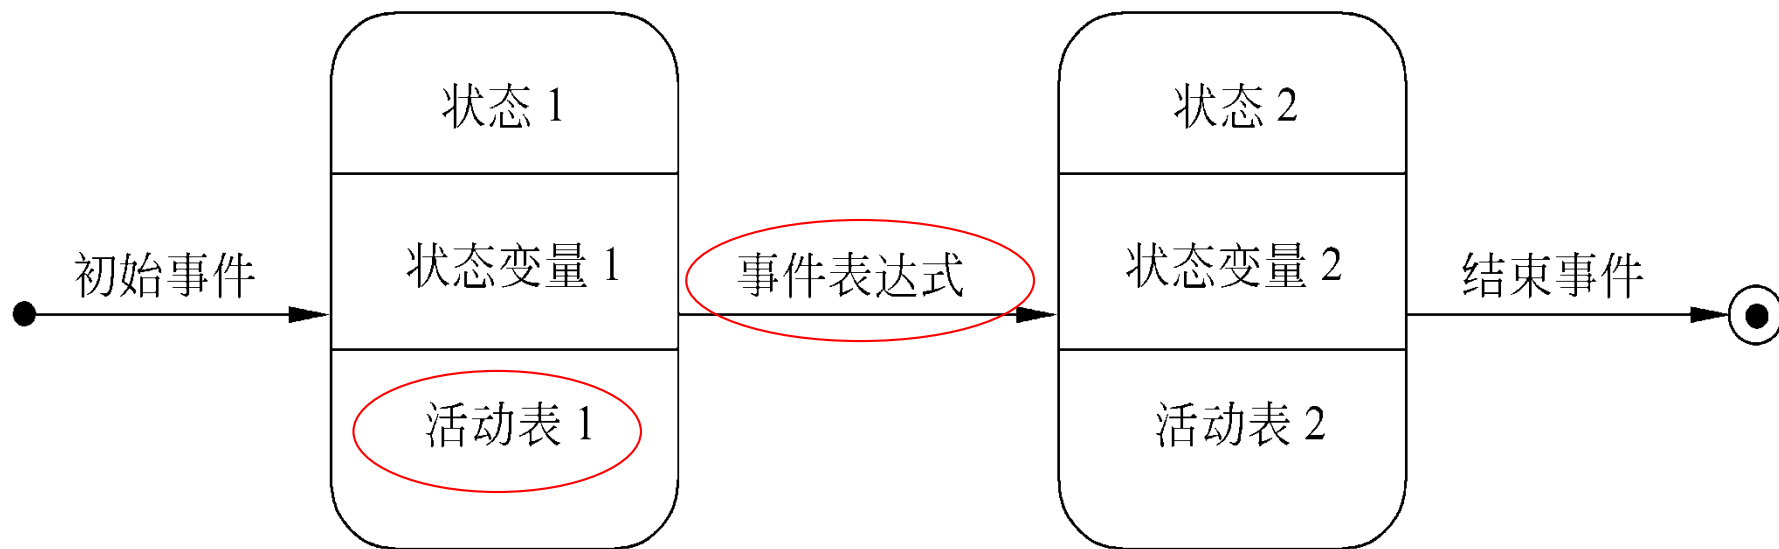 初始事件
状态 1
状态变量 1
活动表 1
事件表达式
状态 2
状态变量 2
活动表 2
结束事件